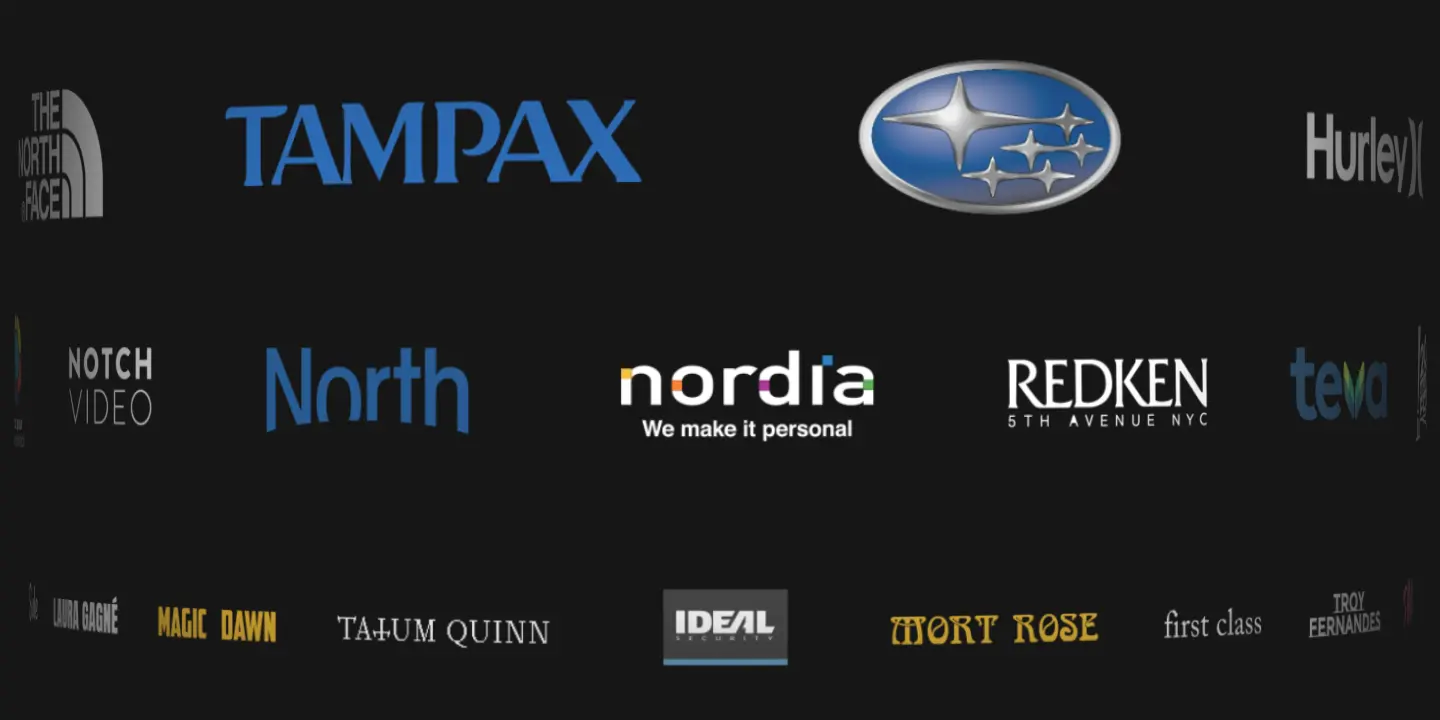 THE
NORTH
FACE
TAMPAX
Hurley
NOTCH
VIDEO
North
nordia
We make it personal
REDKEN
5TH AVENUE NYC
teva
LAURA GAGNÉ
MAGIC DAWN
TATUM QUINN
IDEAL
SECURITY
MORT ROSE
first class
TROY
FERNANDES